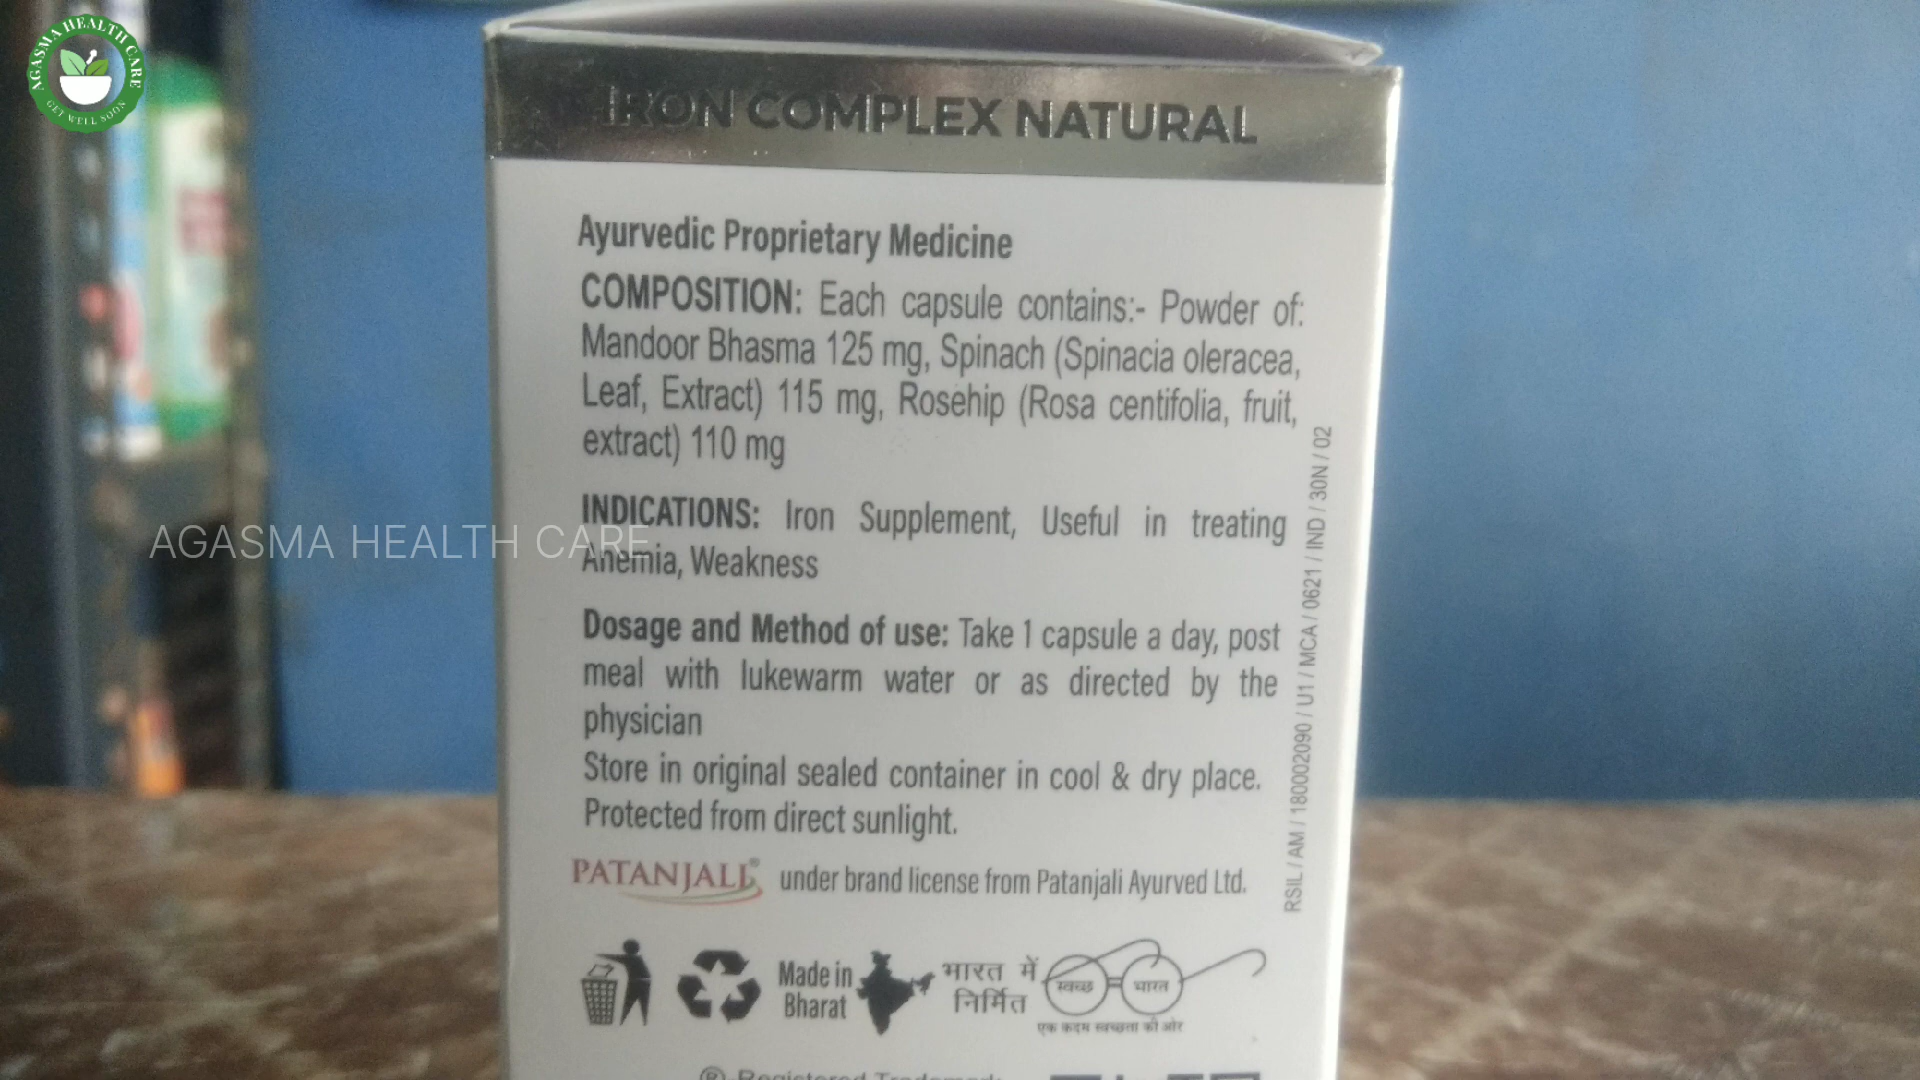 AGASMA HEALTH CARE
GET WELL SOON
IRON COMPLEX NATURAL
Ayurvedic Proprietary Medicine
COMPOSITION: Each capsule contains:- Powder of:
Mandoor Bhasma 125 mg, Spinach (Spinacia oleracea,
Leaf, Extract) 115 mg, Rosehip (Rosa centifolia, fruit,
extract) 110 mg
INDICATIONS: Iron Supplement, Useful in treating
Anemia, Weakness
AGASMA HEALTH CARE
Dosage and Method of use: Take 1 capsule a day, post
meal with lukewarm water or as directed by the
physician
Store in original sealed container in cool & dry place.
Protected from direct sunlight.
PATANJALI® under brand license from Patanjali Ayurved Ltd.
RSIL / AM / 180002090 / U1 / MCA / 0621 / IND / 30N / 02
Made in
Bharat
भारत में
निर्मित
स्वच्छ भारत
एक कदम स्वच्छता की ओर
® Registered Trademark